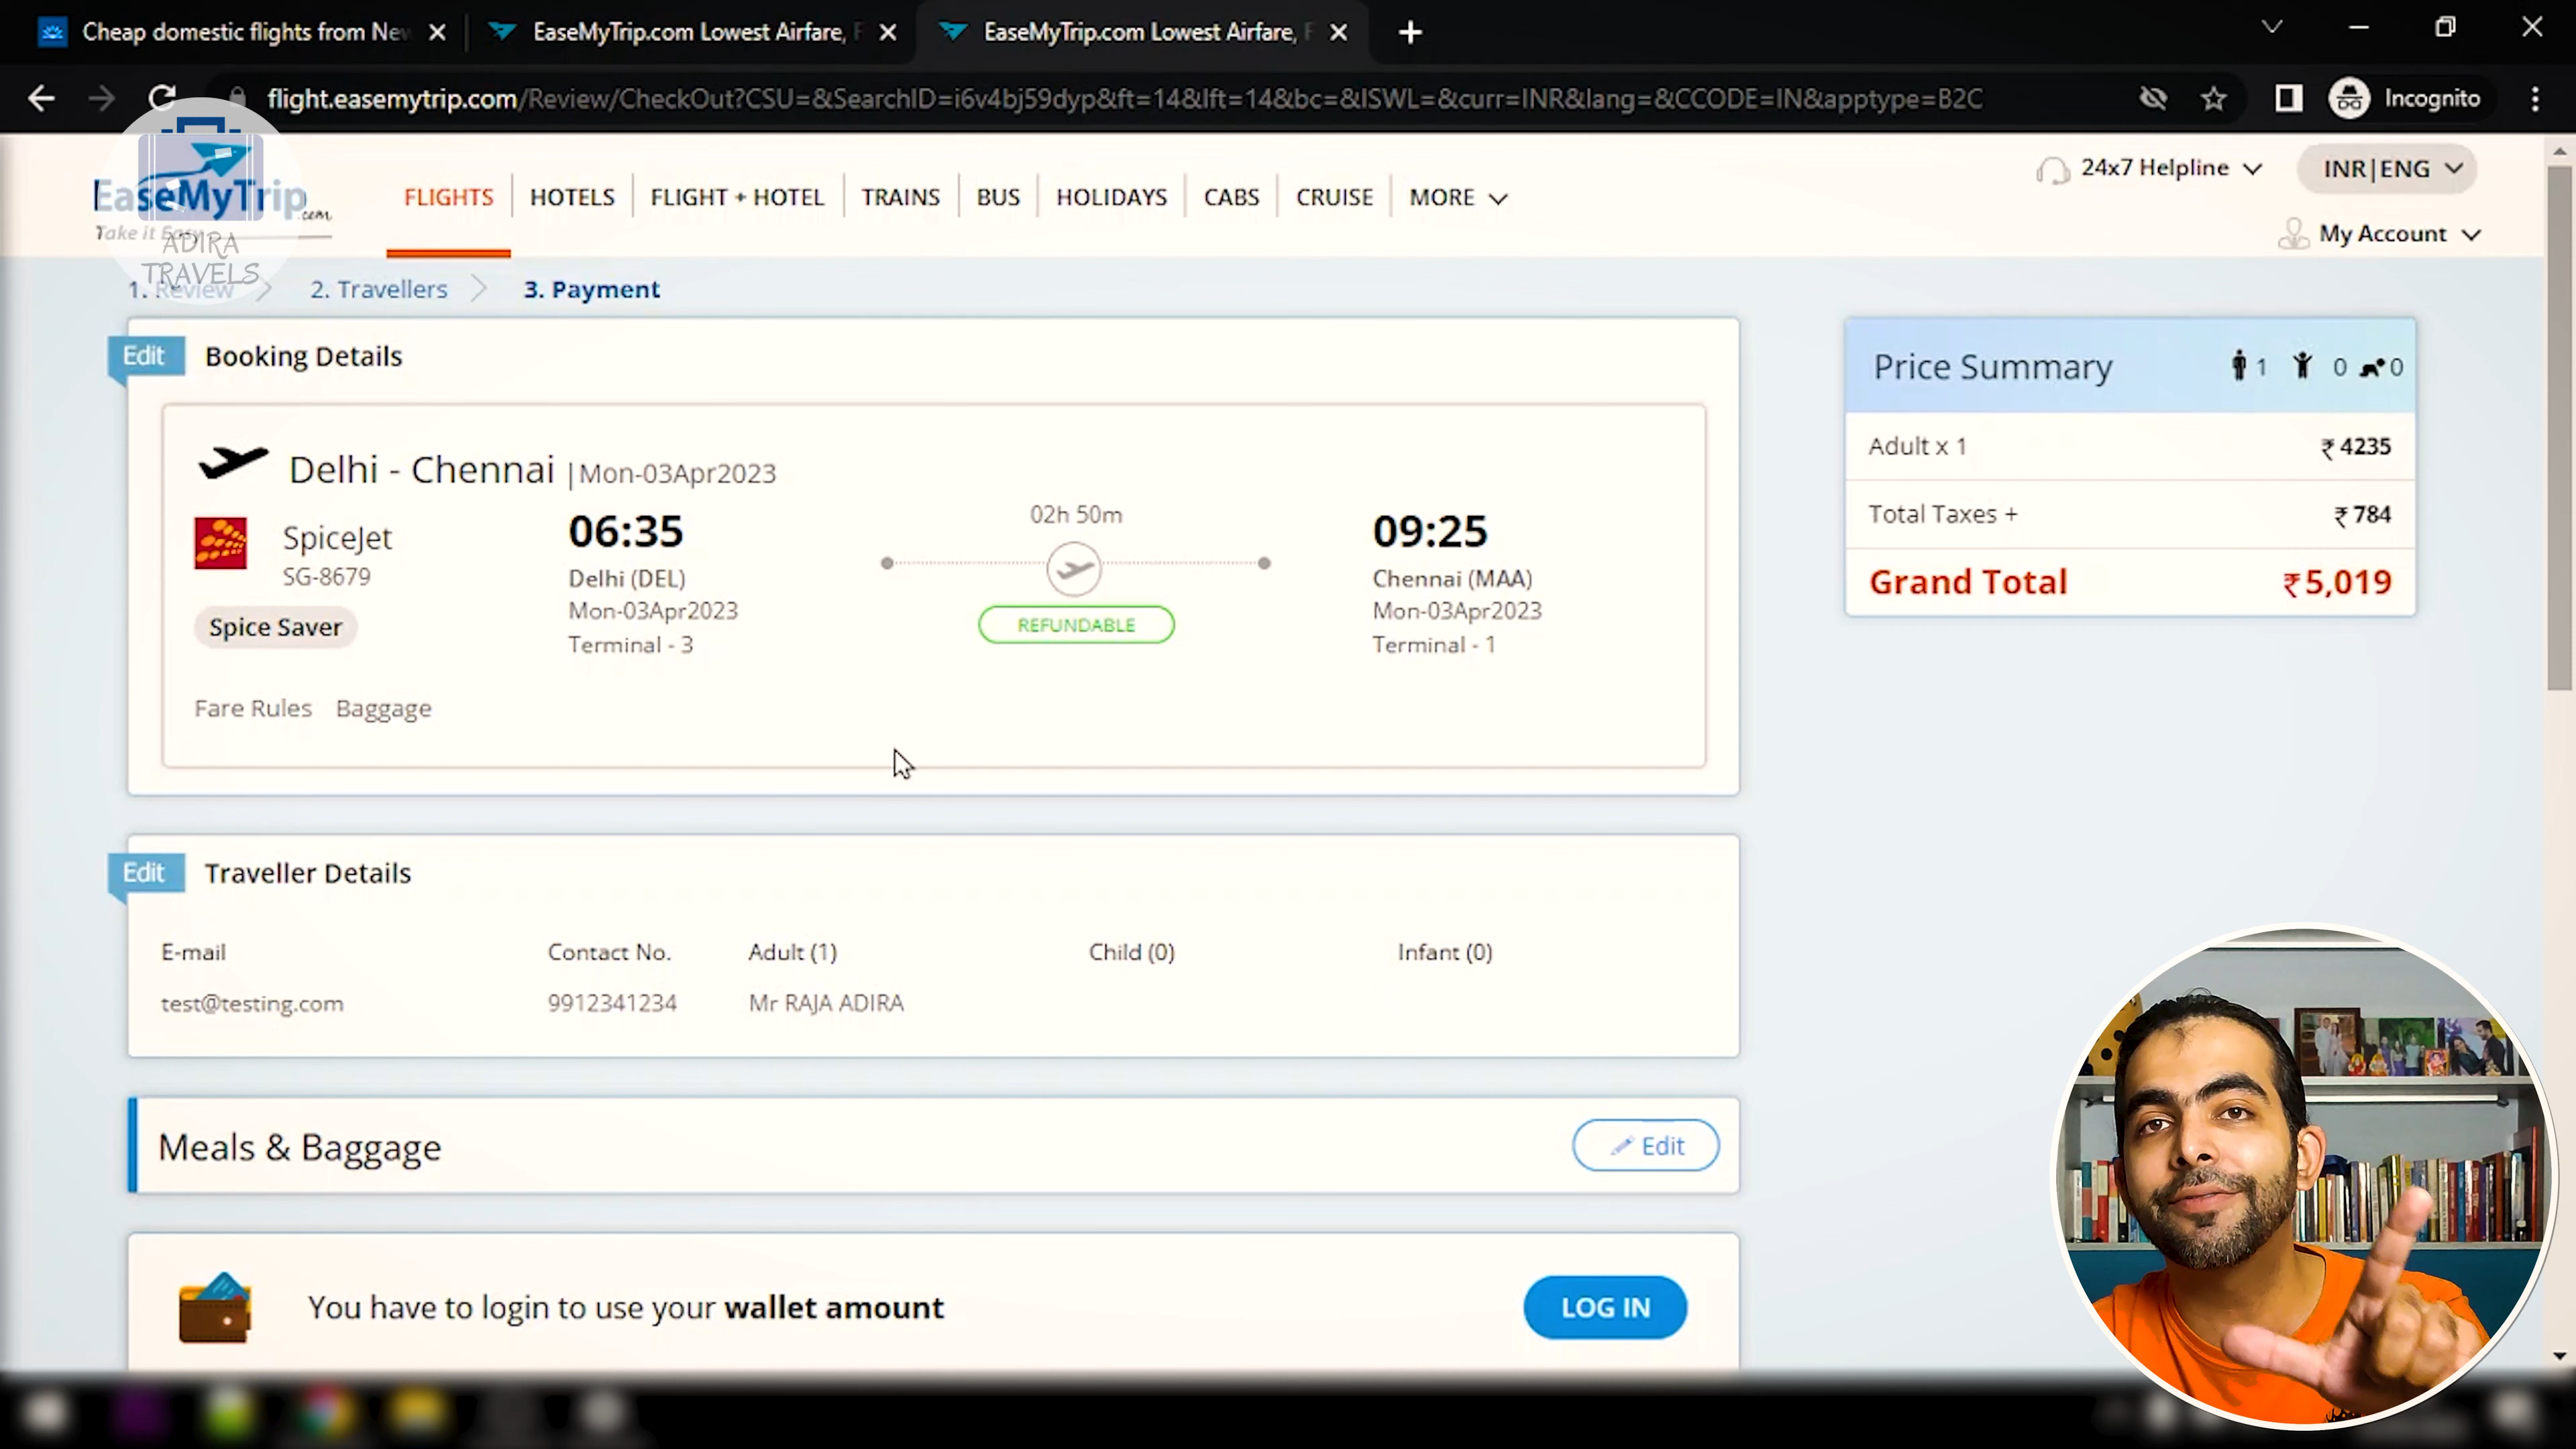 Cheap domestic flights from Nev
EaseMyTrip.com Lowest Airfare, F
EaseMyTrip.com Lowest Airfare, F
flight.easemytrip.com/Review/CheckOut?CSU=&SearchID=i6v4bj59dyp&ft=14&lft=14&bc=&ISWL=&curr=INR&lang=&CCODE=IN&apptype=B2C
Incognito
EaseMyTrip.com
Take it Easy
ADIRA
TRAVELS
FLIGHTS HOTELS FLIGHT + HOTEL TRAINS BUS HOLIDAYS CABS CRUISE MORE
24x7 Helpline
INR|ENG
My Account
1. Review 2. Travellers 3. Payment
Edit Booking Details
Delhi - Chennai |Mon-03Apr2023
SpiceJet
SG-8679
Spice Saver
06:35
Delhi (DEL)
Mon-03Apr2023
Terminal - 3
02h 50m
REFUNDABLE
09:25
Chennai (MAA)
Mon-03Apr2023
Terminal - 1
Fare Rules Baggage
Price Summary 1 0 0
Adult x 1 ₹ 4235
Total Taxes + ₹ 784
Grand Total ₹5,019
Edit Traveller Details
E-mail Contact No. Adult (1) Child (0) Infant (0)
test@testing.com 9912341234 Mr RAJA ADIRA
Meals & Baggage Edit
You have to login to use your wallet amount LOG IN